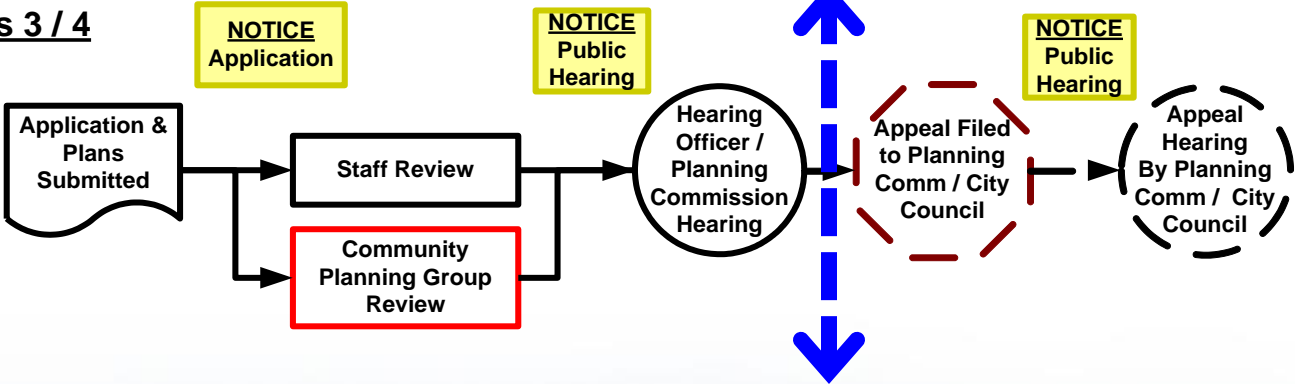 s 3 / 4
NOTICE
Application
NOTICE
Public
Hearing
NOTICE
Public
Hearing
Application &
Plans
Submitted
Staff Review
Community
Planning Group
Review
Hearing
Officer /
Planning
Commission
Hearing
Appeal Filed
to Planning
Comm / City
Council
Appeal
Hearing
By Planning
Comm / City
Council